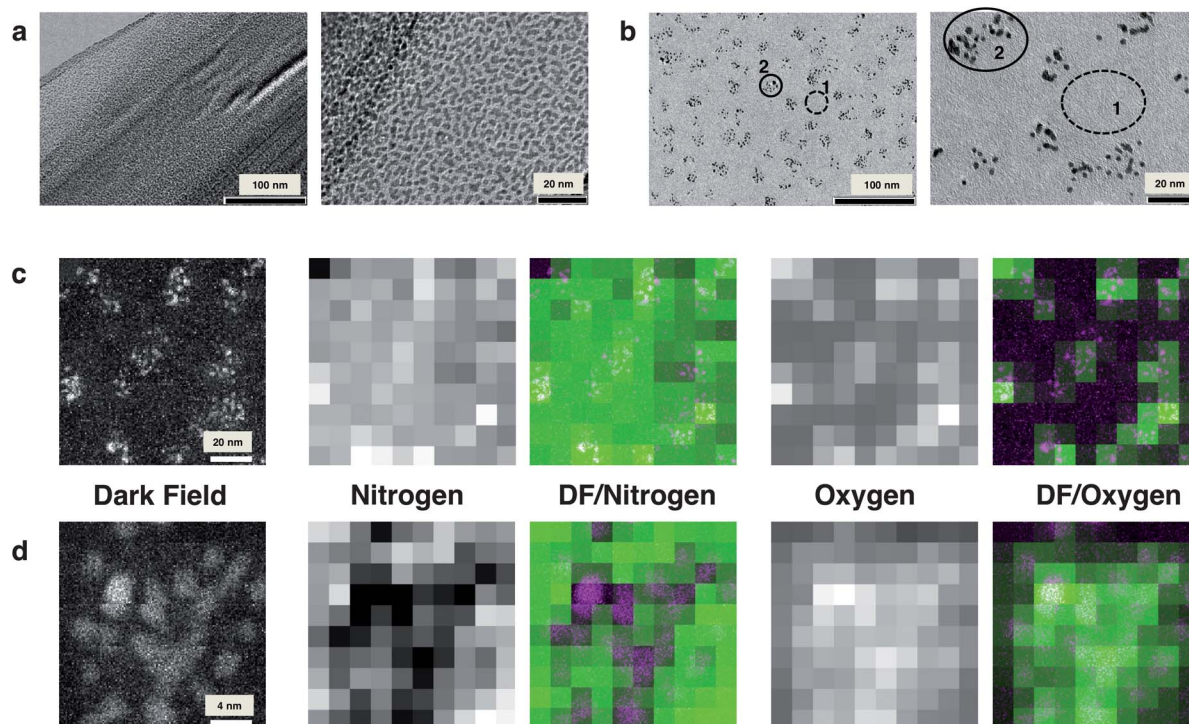 a
b
2
1
2
1
100 nm
20 nm
100 nm
20 nm
c
20 nm
Dark Field
Nitrogen
DF/Nitrogen
Oxygen
DF/Oxygen
d
4 nm